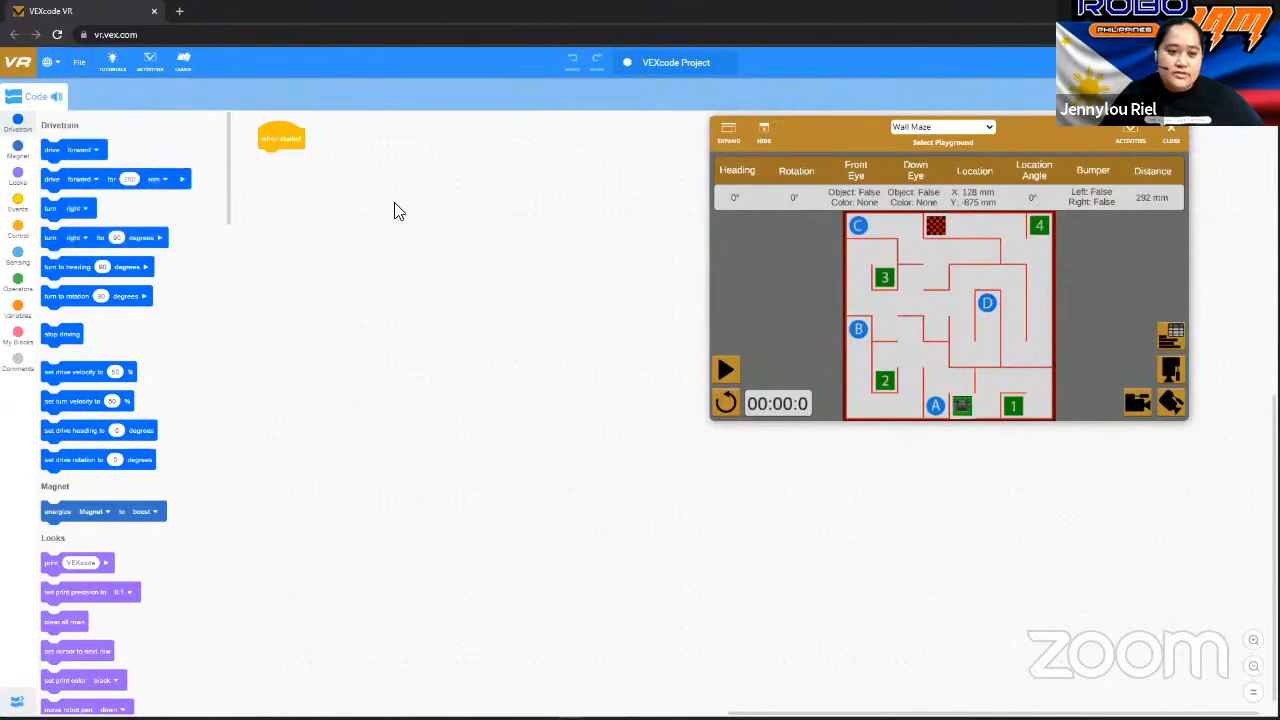 VEXcode VR
vr.vex.com
ROBO
JAM
PHILIPPINES
Jennylou Riel
VR
File
TUTORIALS
ACTIVITIES
LEARN
VEXcode Project
Code
Drivetrain
Magnet
Looks
Events
Control
Sensing
Operators
Variables
My Blocks
Comments
Drivetrain
drive forward
drive forward for 200 mm
turn right
turn right for 90 degrees
turn to heading 90 degrees
turn to rotation 90 degrees
stop driving
set drive velocity to 50 %
set turn velocity to 50 %
set drive heading to 0 degrees
set drive rotation to 0 degrees
Magnet
energize Magnet to boost
Looks
print VEXcode
set print precision to 0.1
clear all rows
set cursor to next row
set print color black
move robot pen down
when started
EXPAND
HIDE
Wall Maze
Select Playground
ACTIVITIES
CLOSE
Heading
Rotation
Front Eye
Down Eye
Location
Location Angle
Bumper
Distance
0°
0°
Object: False
Color: None
Object: False
Color: None
X: 128 mm
Y: -875 mm
0°
Left: False
Right: False
292 mm
C
4
3
D
B
2
A
1
00:00:0
zoom